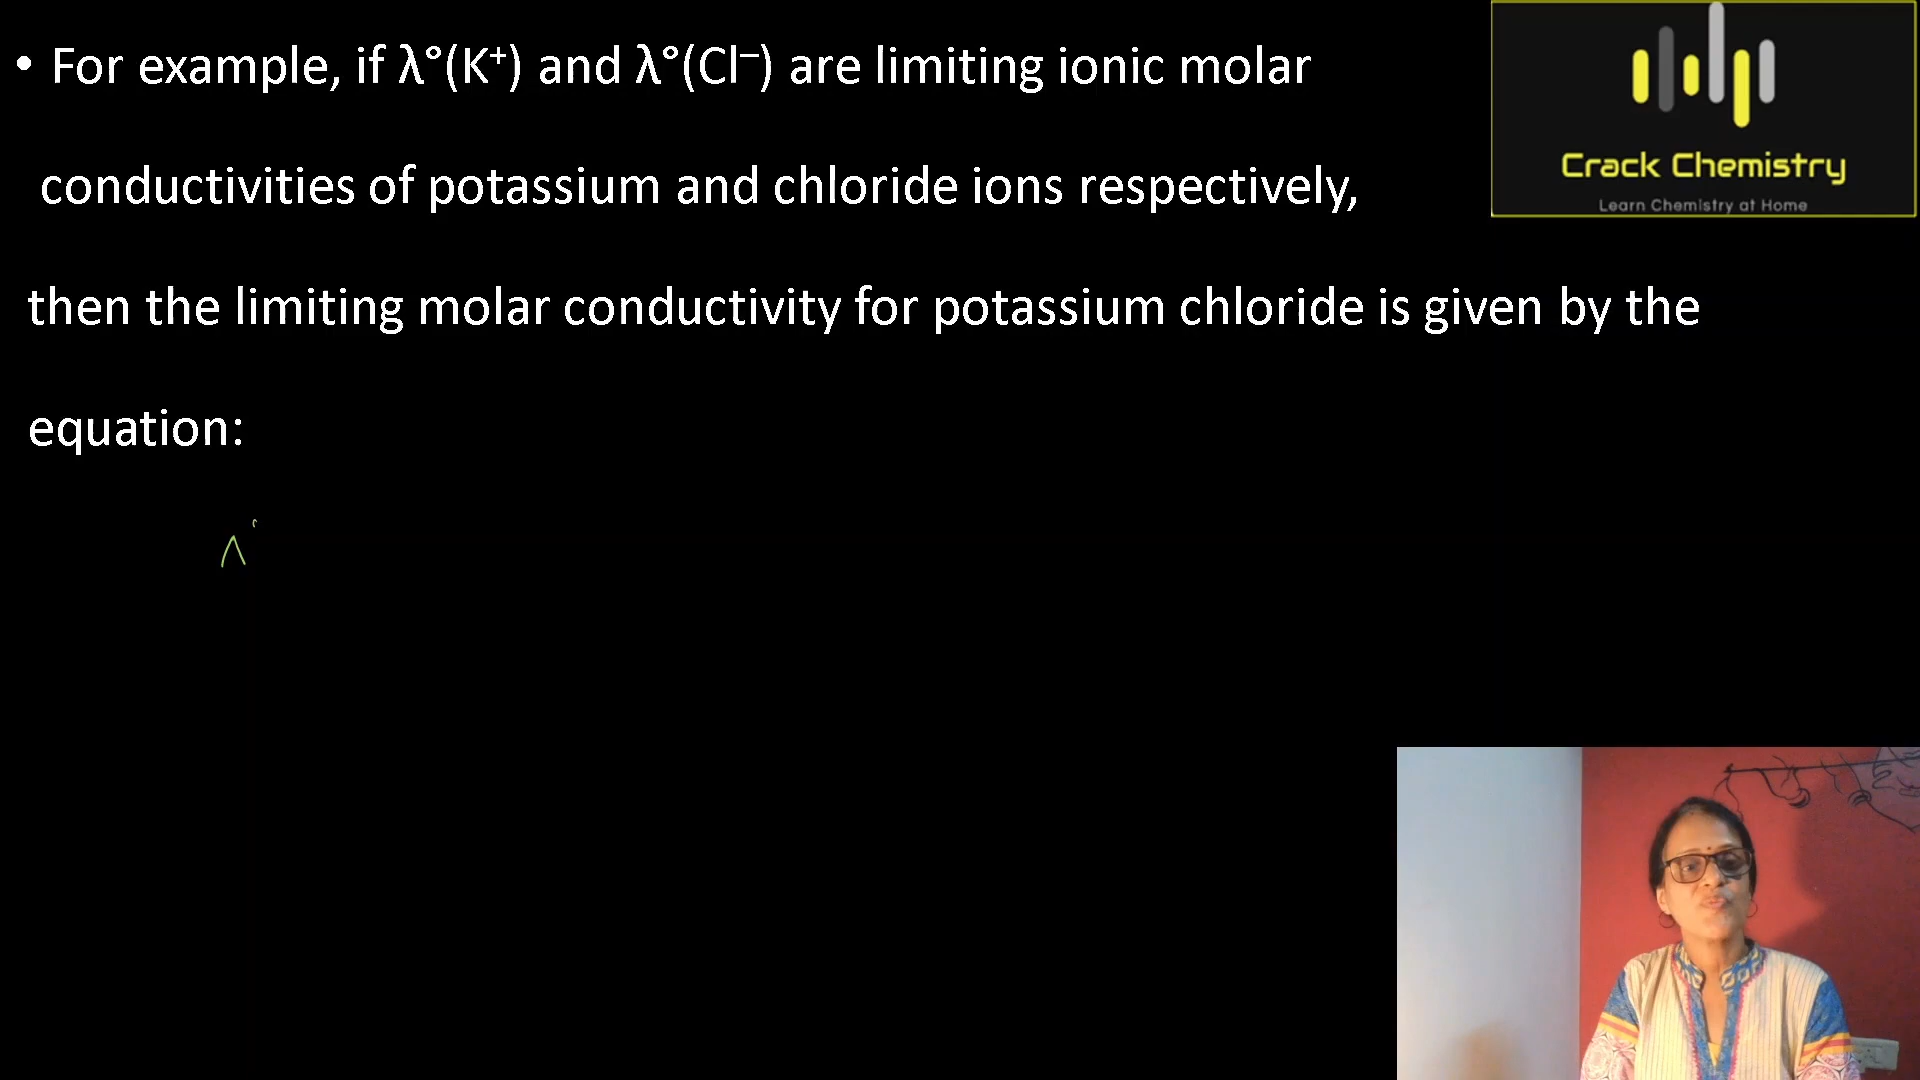 • For example, if λ°(K⁺) and λ°(Cl⁻) are limiting ionic molar
conductivities of potassium and chloride ions respectively,
then the limiting molar conductivity for potassium chloride is given by the
equation:
Λ°
Crack Chemistry
Learn Chemistry at Home